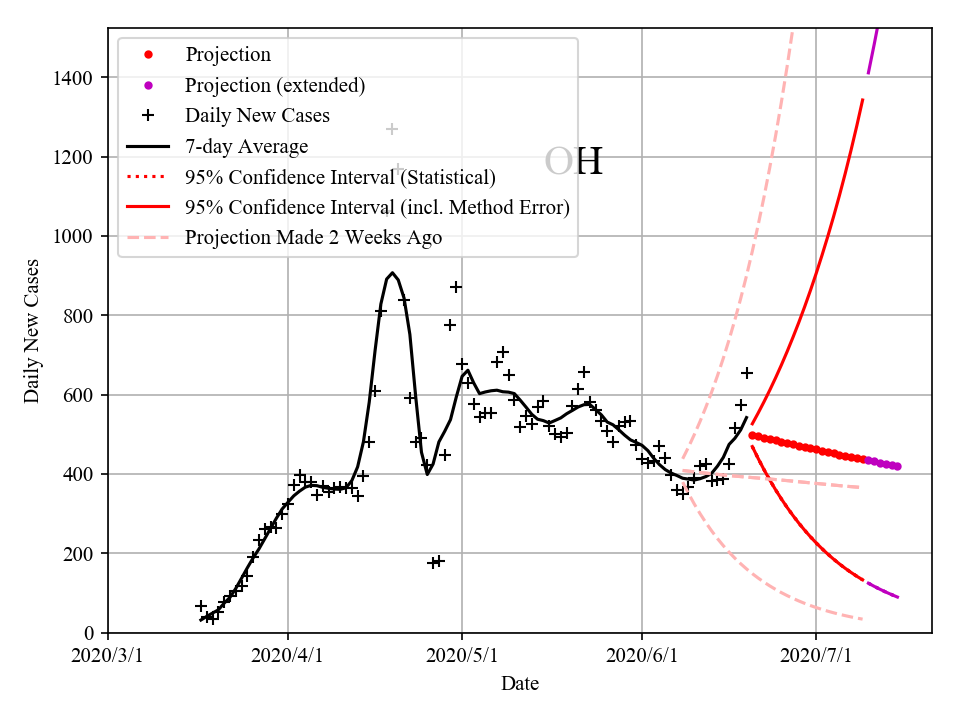 1400
1200
1000
800
600
400
200
0
Daily New Cases
Projection
Projection (extended)
Daily New Cases
7-day Average
95% Confidence Interval (Statistical)
95% Confidence Interval (incl. Method Error)
Projection Made 2 Weeks Ago
OH
2020/3/1 2020/4/1 2020/5/1 2020/6/1 2020/7/1
Date